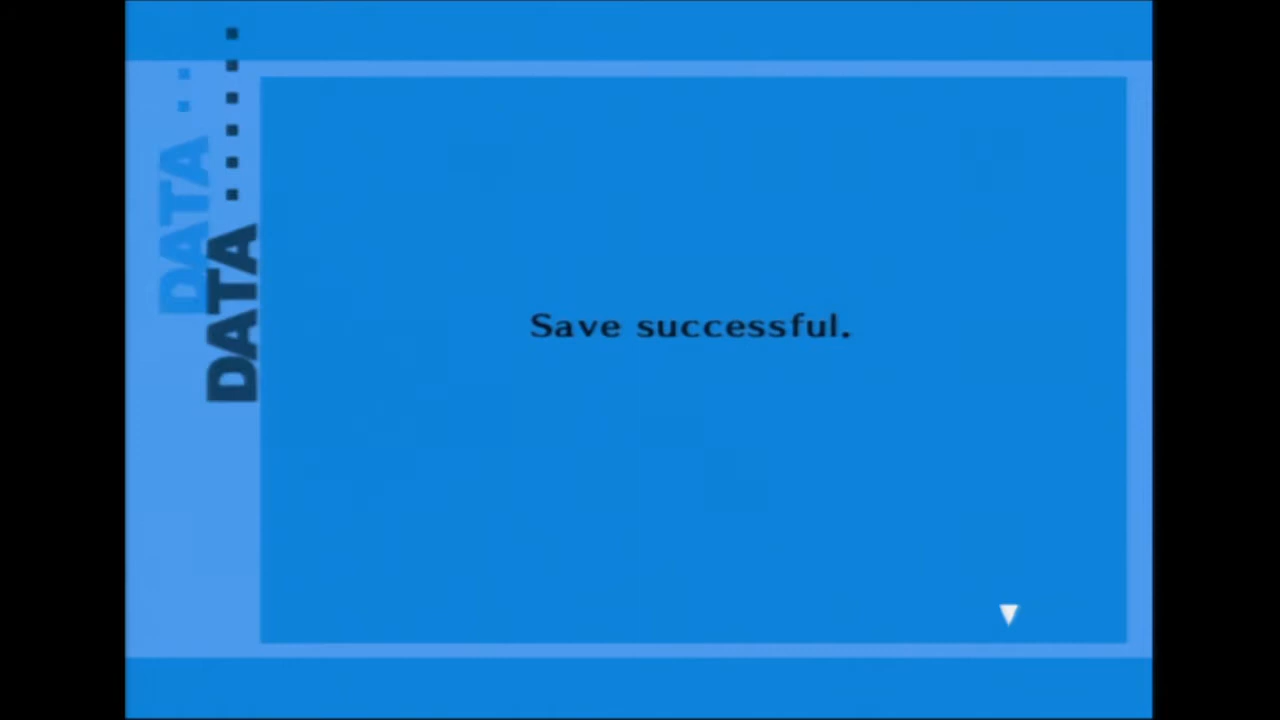 DATA ..
DATA ......
Save successful.